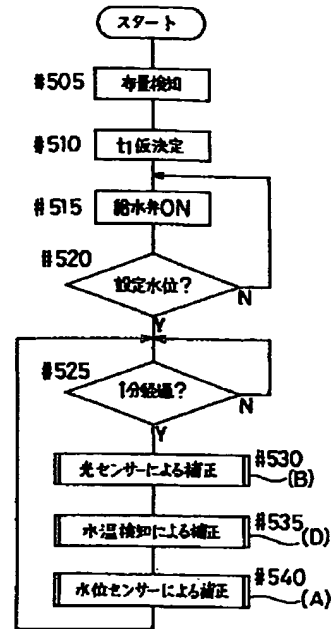 スタート
#505
布量検知
#510
t1仮決定
#515
給水弁ON
#520
設定水位?
N
Y
#525
1分経過?
N
Y
光センサーによる補正
#530
(B)
水温検知による補正
#535
(D)
水位センサーによる補正
#540
(A)